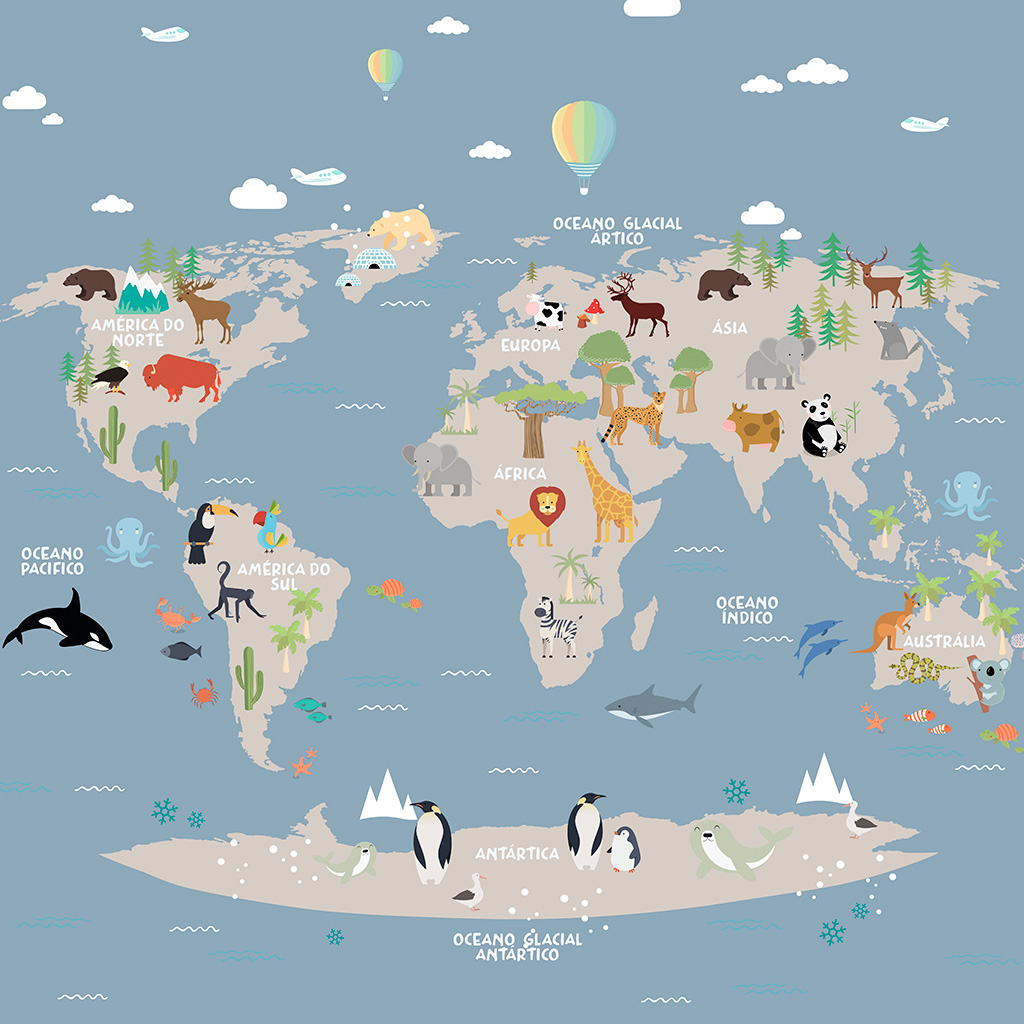 OCEANO GLACIAL
ÁRTICO
AMÉRICA DO
NORTE
EUROPA
ÁSIA
ÁFRICA
OCEANO
PACIFICO
AMÉRICA DO
SUL
OCEANO
ÍNDICO
AUSTRÁLIA
ANTÁRTICA
OCEANO GLACIAL
ANTÁRTICO